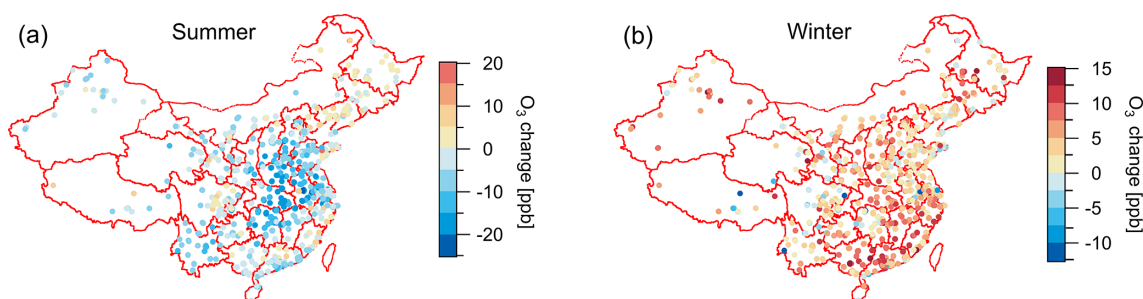 (a)
Summer
20
10
0
-10
-20
O₃ change [ppb]
(b)
Winter
15
10
5
0
-5
-10
O₃ change [ppb]